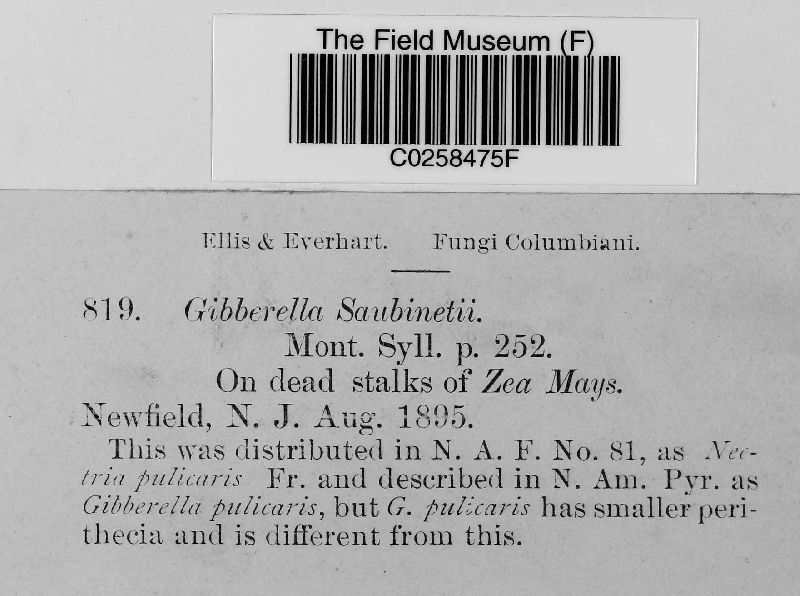 The Field Museum (F)
C0258475F
Ellis & Everhart. Fungi Columbiani.
819. Gibberella Saubinetii.
Mont. Syll. p. 252.
On dead stalks of Zea Mays.
Newfield, N. J. Aug. 1895.
This was distributed in N. A. F. No. 81, as Nec-
tria pulicaris Fr. and described in N. Am. Pyr. as
Gibberella pulicaris, but G. pulicaris has smaller peri-
thecia and is different from this.